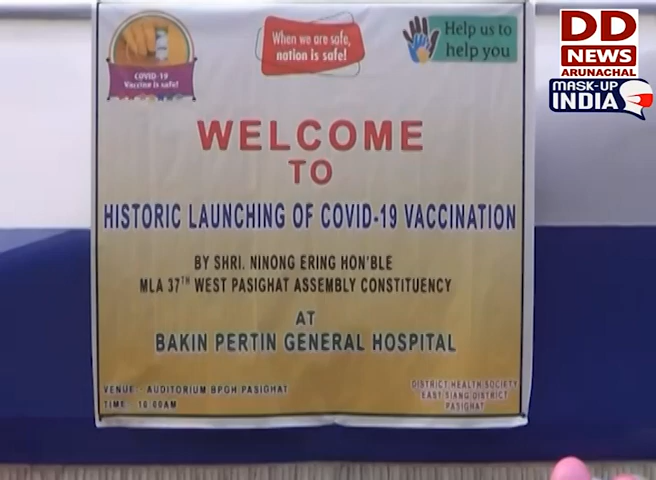 COVID-19
Vaccine is safe!
When we are safe,
nation is safe!
Help us to
help you
DD
NEWS
ARUNACHAL
MASK-UP
INDIA
WELCOME
TO
HISTORIC LAUNCHING OF COVID-19 VACCINATION
BY SHRI. NINONG ERING HON'BLE
MLA 37TH WEST PASIGHAT ASSEMBLY CONSTITUENCY
AT
BAKIN PERTIN GENERAL HOSPITAL
VENUE:- AUDITORIUM BPGH PASIGHAT
TIME:- 10:00AM
DISTRICT HEALTH SOCIETY
EAST SIANG DISTRICT
PASIGHAT